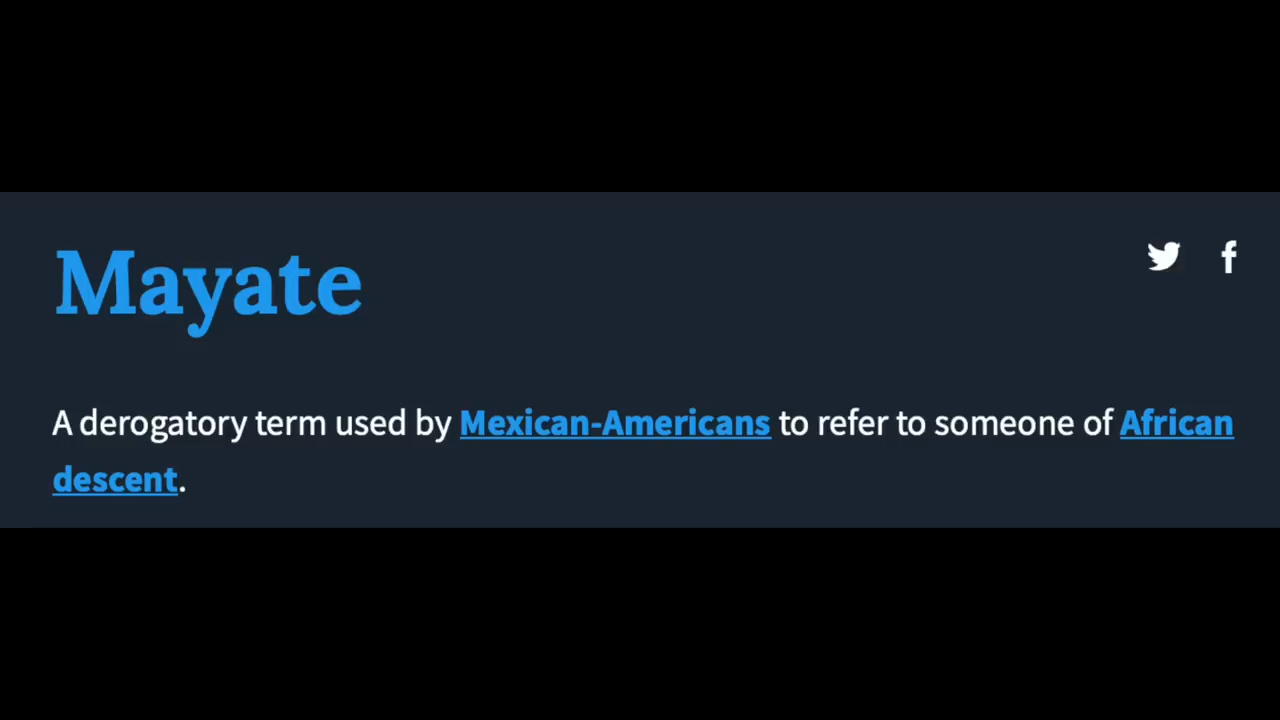 Mayate
A derogatory term used by Mexican-Americans to refer to someone of African
descent.